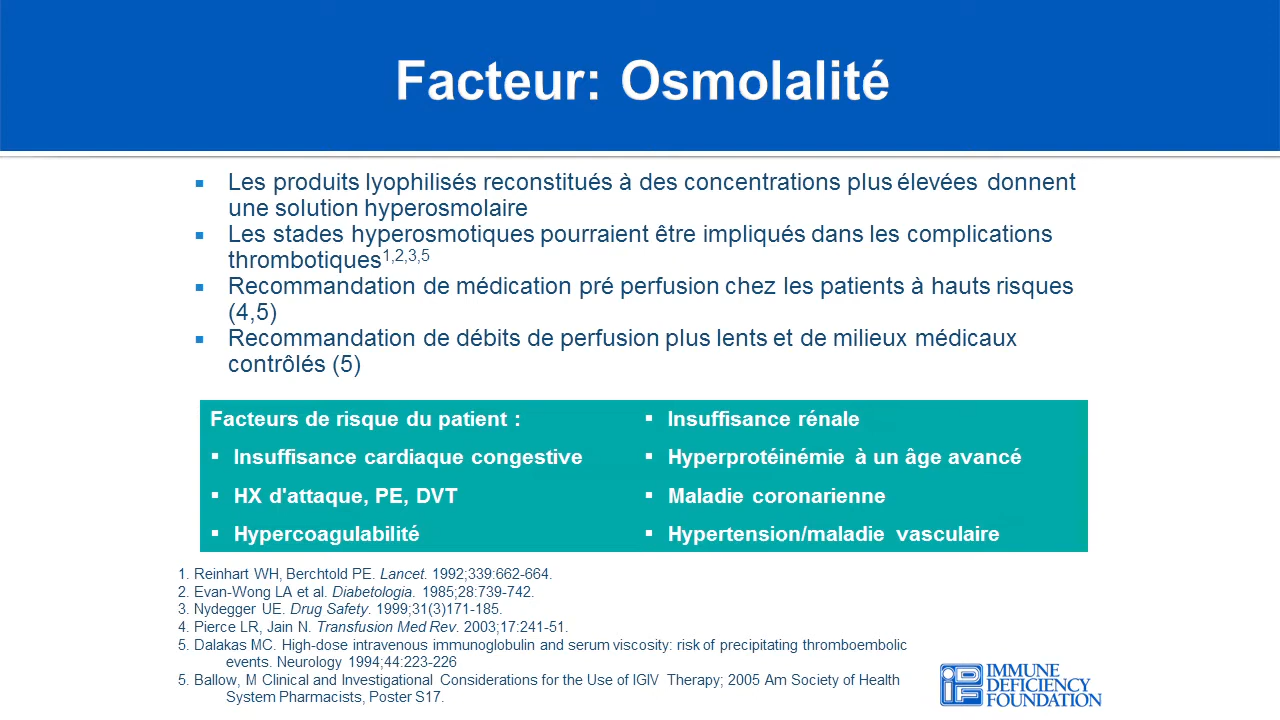 Facteur: Osmolalité
Les produits lyophilisés reconstitués à des concentrations plus élevées donnent
une solution hyperosmolaire
Les stades hyperosmotiques pourraient être impliqués dans les complications
thrombotiques1,2,3,5
Recommandation de médication pré perfusion chez les patients à hauts risques
(4,5)
Recommandation de débits de perfusion plus lents et de milieux médicaux
contrôlés (5)
Facteurs de risque du patient :
Insuffisance cardiaque congestive
HX d'attaque, PE, DVT
Hypercoagulabilité
Insuffisance rénale
Hyperprotéinémie à un âge avancé
Maladie coronarienne
Hypertension/maladie vasculaire
1. Reinhart WH, Berchtold PE. Lancet. 1992;339:662-664.
2. Evan-Wong LA et al. Diabetologia. 1985;28:739-742.
3. Nydegger UE. Drug Safety. 1999;31(3)171-185.
4. Pierce LR, Jain N. Transfusion Med Rev. 2003;17:241-51.
5. Dalakas MC. High-dose intravenous immunoglobulin and serum viscosity: risk of precipitating thromboembolic
events. Neurology 1994;44:223-226
5. Ballow, M Clinical and Investigational Considerations for the Use of IGIV Therapy; 2005 Am Society of Health
System Pharmacists, Poster S17.
IDF
IMMUNE
DEFICIENCY
FOUNDATION